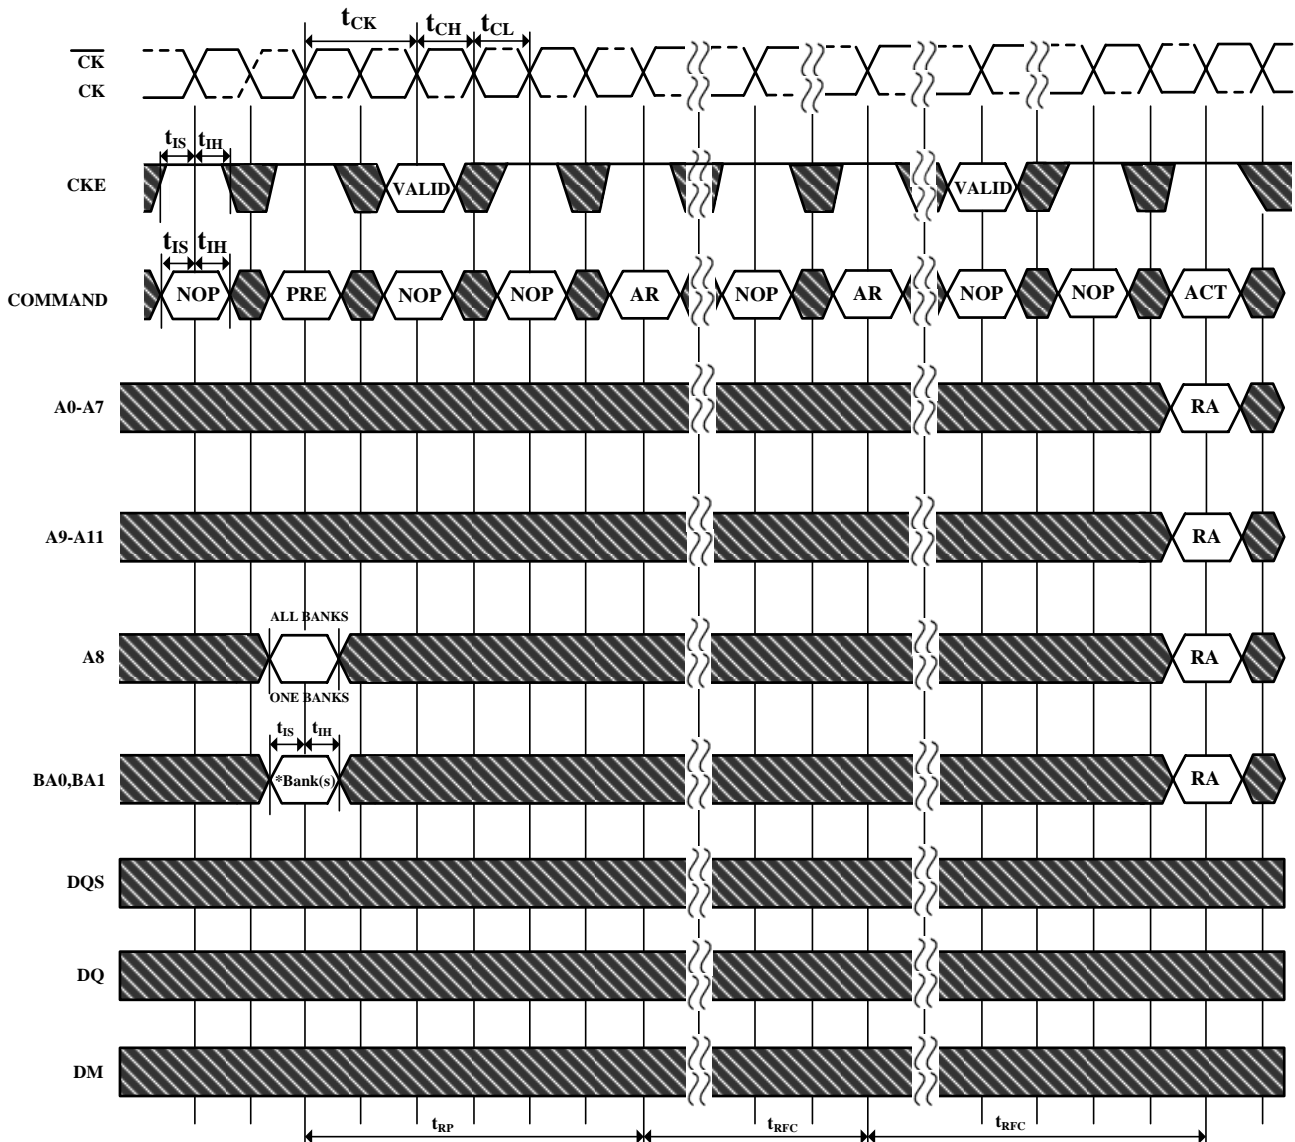 tCK tCH tCL
CK
CK
tIS tIH
CKE VALID VALID
tIS tIH
COMMAND NOP PRE NOP NOP AR NOP AR NOP NOP ACT
A0-A7 RA
A9-A11 RA
ALL BANKS
A8 RA
ONE BANKS
tIS tIH
BA0,BA1 *Bank(s) RA
DQS
DQ
DM
tRP tRFC tRFC